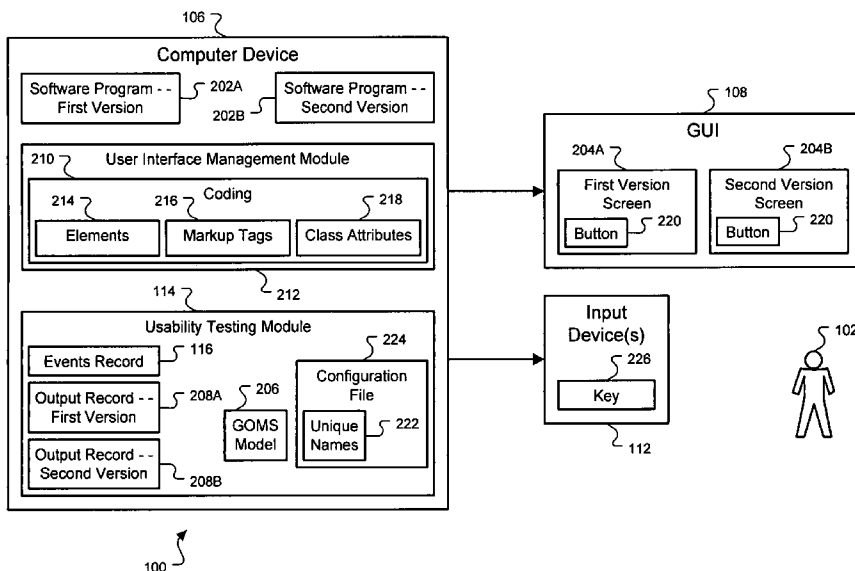 106
Computer Device
Software Program - -
First Version
202A
202B
Software Program - -
Second Version
210
User Interface Management Module
Coding
214
216
218
Elements
Markup Tags
Class Attributes
212
114
Usability Testing Module
Events Record
116
Output Record - -
First Version
208A
Output Record - -
Second Version
208B
206
GOMS
Model
224
Configuration
File
Unique
Names
222
108
GUI
204A
First Version
Screen
Button
220
204B
Second Version
Screen
Button
220
Input
Device(s)
226
Key
112
102
100